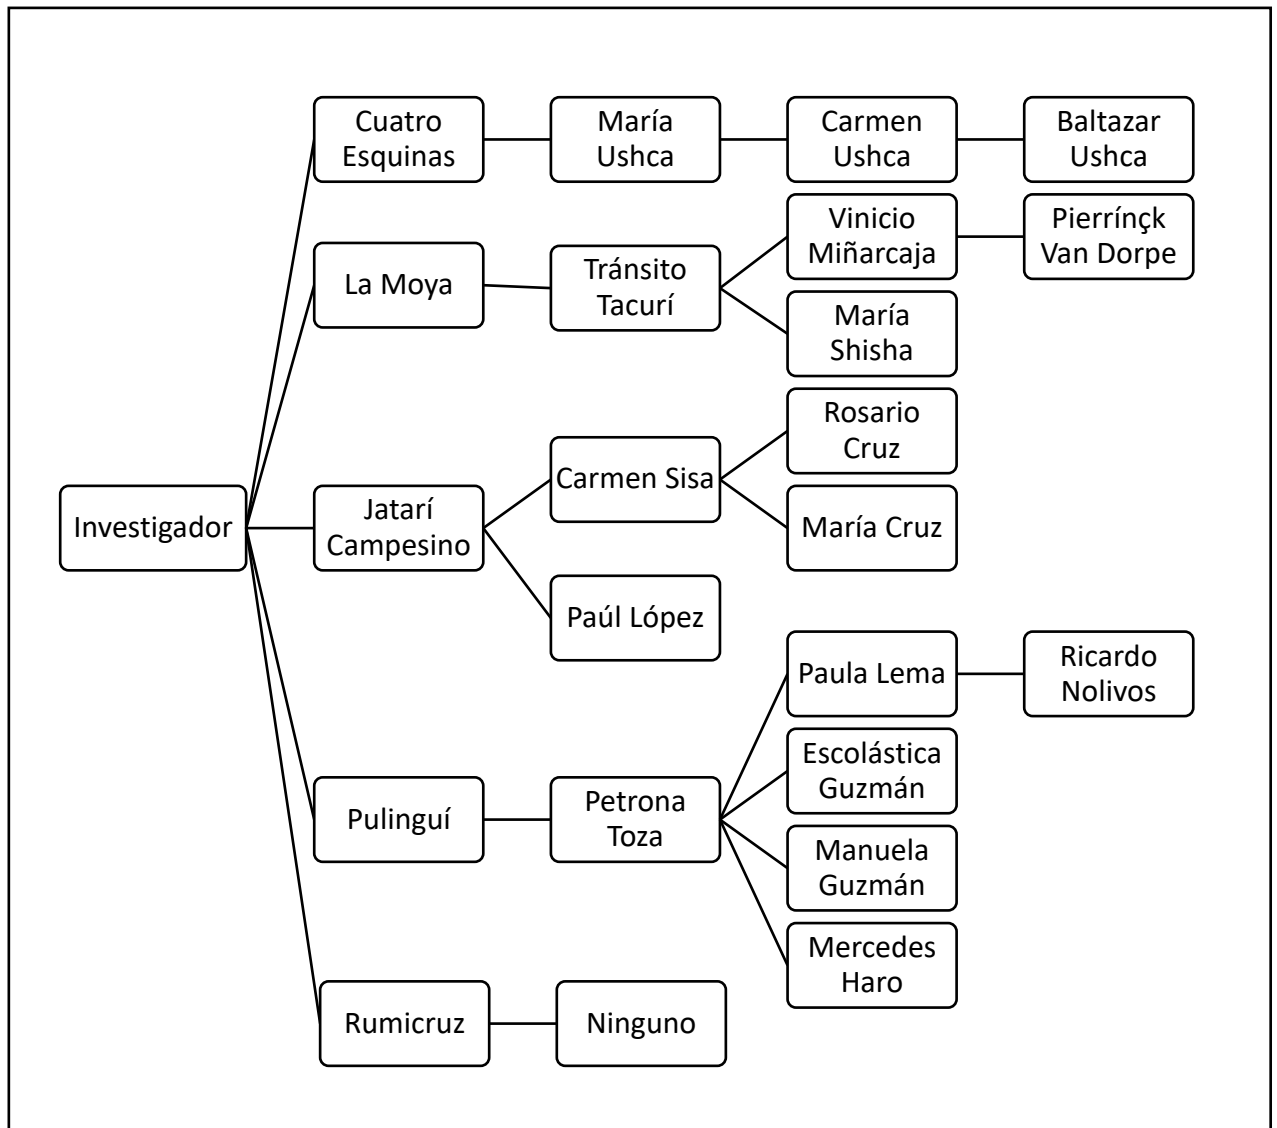 Investigador
Cuatro
Esquinas
María
Ushca
Carmen
Ushca
Baltazar
Ushca
La Moya
Tránsito
Tacurí
Vinicio
Miñarcaja
Pierrínçk
Van Dorpe
María
Shisha
Jatarí
Campesino
Carmen Sisa
Rosario
Cruz
María Cruz
Paúl López
Pulinguí
Petrona
Toza
Paula Lema
Ricardo
Nolivos
Escolástica
Guzmán
Manuela
Guzmán
Mercedes
Haro
Rumicruz
Ninguno